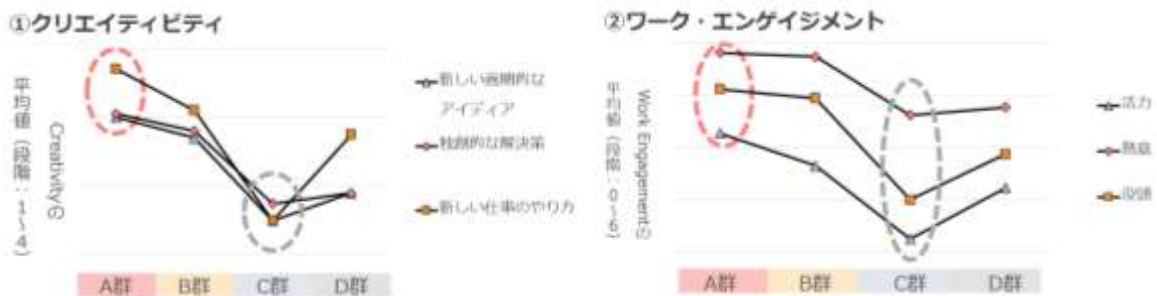 ①クリエイティビティ
平均値(段階:1~4)
Creativityの
新しい画期的な
アイディア
独創的な解決策
新しい仕事のやり方
A群
B群
C群
D群
②ワーク・エンゲイジメント
平均値(段階:0~6)
Work Engagementの
活力
熱意
没頭
A群
B群
C群
D群